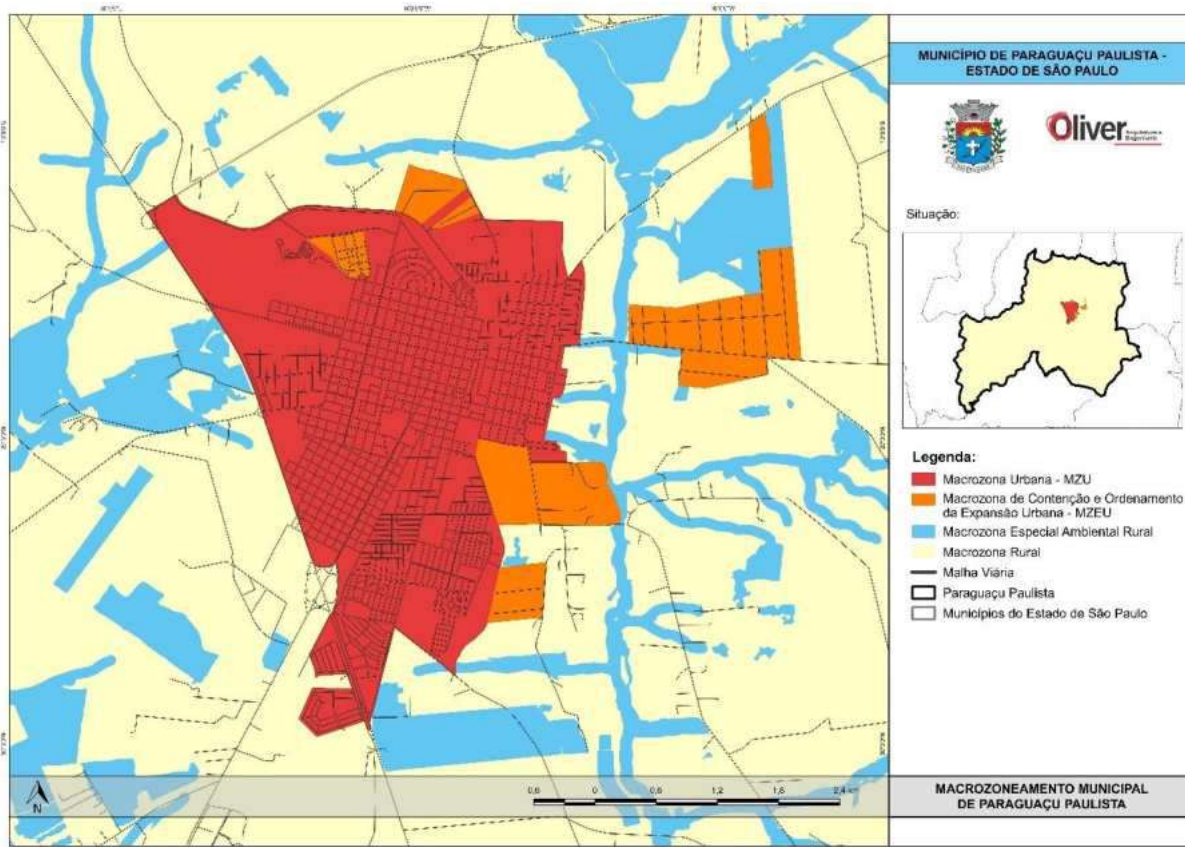 MUNICÍPIO DE PARAGUAÇU PAULISTA -
ESTADO DE SÃO PAULO
Oliver
Situação:
Legenda:
Macrozona Urbana - MZU
Macrozona de Contenção e Ordenamento
da Expansão Urbana - MZEU
Macrozona Especial Ambiental Rural
Macrozona Rural
Malha Viária
Paraguaçu Paulista
Municípios do Estado de São Paulo
N
0,6 0 0,6 1,2 1,8 2,4 km
MACROZONEAMENTO MUNICIPAL
DE PARAGUAÇU PAULISTA